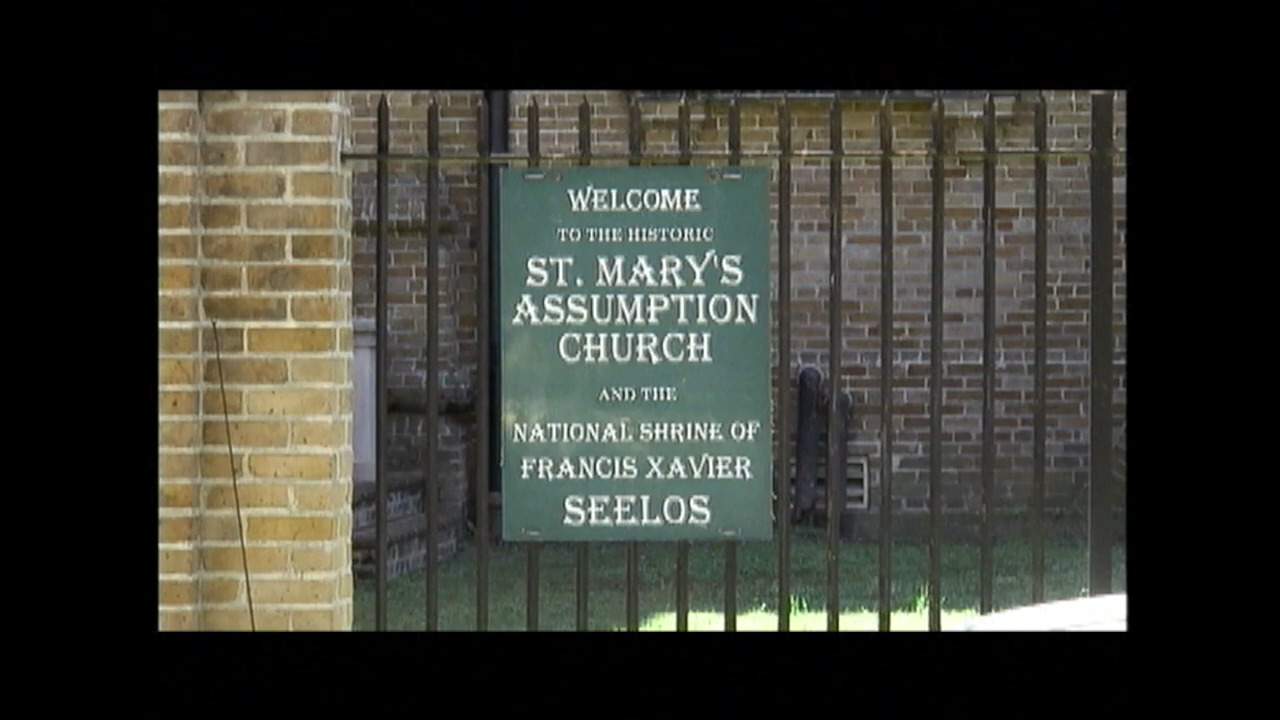 WELCOME
TO THE HISTORIC
ST. MARY'S
ASSUMPTION
CHURCH
AND THE
NATIONAL SHRINE OF
FRANCIS XAVIER
SEELOS